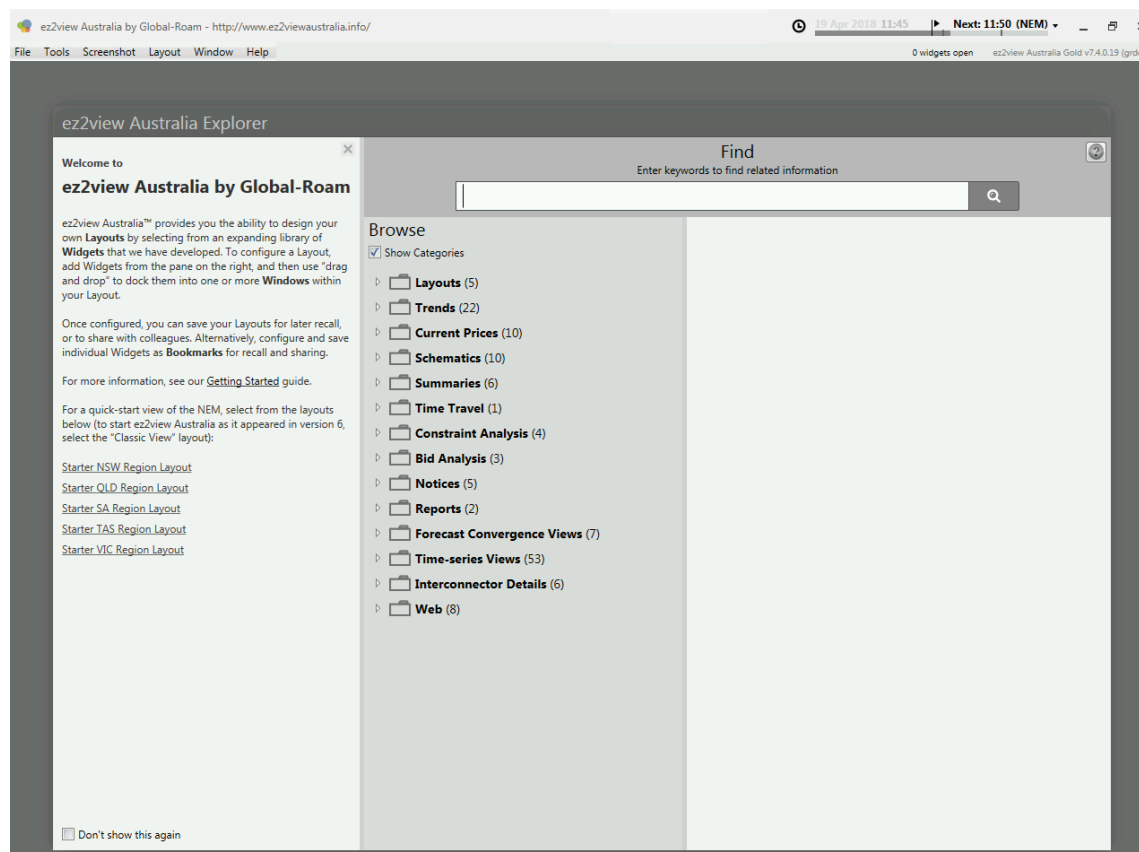 ez2view Australia by Global-Roam - http://www.ez2viewaustralia.info/
19 Apr 2018 11:45
Next: 11:50 (NEM)
File Tools Screenshot Layout Window Help
0 widgets open
ez2view Australia Gold v7.4.0.19
ez2view Australia Explorer
Welcome to
ez2view Australia by Global-Roam
ez2view Australia™ provides you the ability to design your
own Layouts by selecting from an expanding library of
Widgets that we have developed. To configure a Layout,
add Widgets from the pane on the right, and then use "drag
and drop" to dock them into one or more Windows within
your Layout.
Once configured, you can save your Layouts for later recall,
or to share with colleagues. Alternatively, configure and save
individual Widgets as Bookmarks for recall and sharing.
For more information, see our Getting Started guide.
For a quick-start view of the NEM, select from the layouts
below (to start ez2view Australia as it appeared in version 6,
select the "Classic View" layout):
Starter NSW Region Layout
Starter QLD Region Layout
Starter SA Region Layout
Starter TAS Region Layout
Starter VIC Region Layout
Don't show this again
Find
Enter keywords to find related information
Browse
Show Categories
Layouts (5)
Trends (22)
Current Prices (10)
Schematics (10)
Summaries (6)
Time Travel (1)
Constraint Analysis (4)
Bid Analysis (3)
Notices (5)
Reports (2)
Forecast Convergence Views (7)
Time-series Views (53)
Interconnector Details (6)
Web (8)